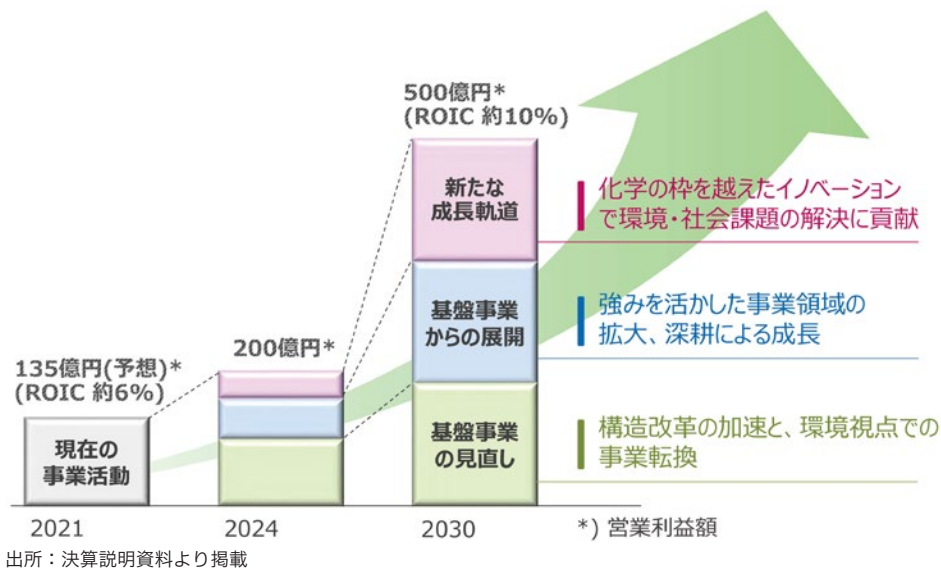 500億円*
(ROIC 約10%)
新たな
成長軌道
化学の枠を越えたイノベーション
で環境・社会課題の解決に貢献
基盤事業
からの展開
強みを活かした事業領域の
拡大、深耕による成長
200億円*
135億円(予想)*
(ROIC 約6%)
現在の
事業活動
基盤事業
の見直し
構造改革の加速と、環境視点での
事業転換
2021
2024
2030
*) 営業利益額
出所：決算説明資料より掲載